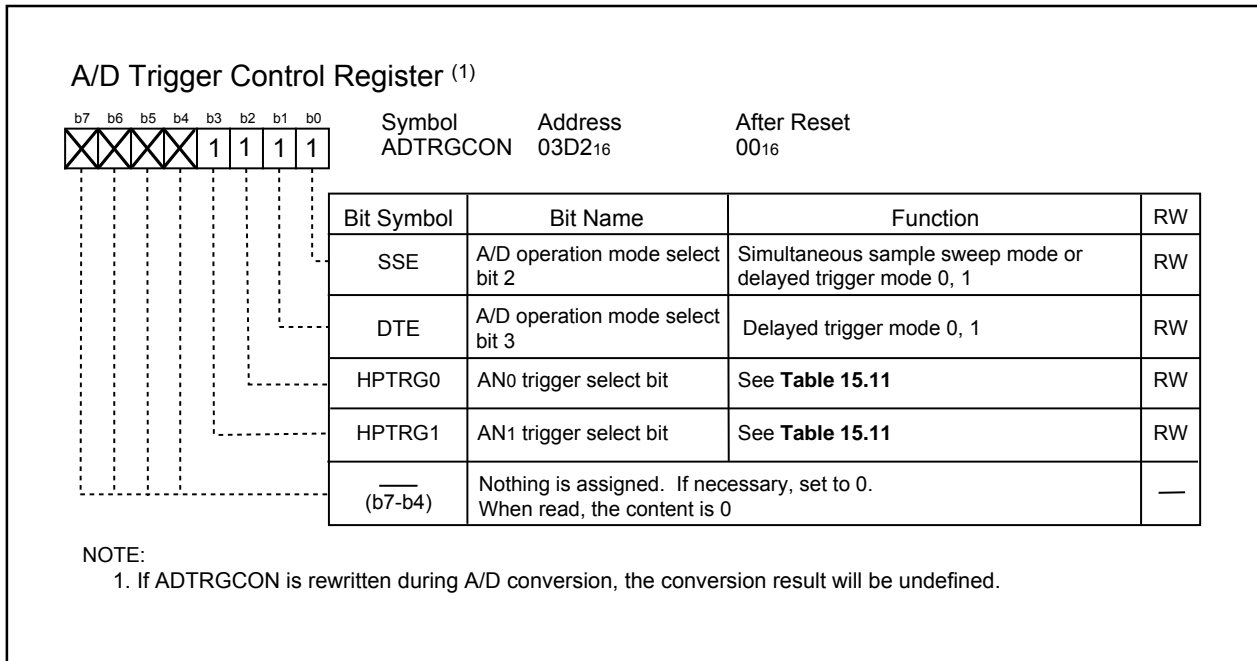 A/D Trigger Control Register (1)
b7 b6 b5 b4 b3 b2 b1 b0
1 1 1 1
Symbol Address After Reset
ADTRGCON 03D216 0016
Bit Symbol Bit Name Function RW
SSE A/D operation mode select bit 2 Simultaneous sample sweep mode or delayed trigger mode 0, 1 RW
DTE A/D operation mode select bit 3 Delayed trigger mode 0, 1 RW
HPTRG0 AN0 trigger select bit See Table 15.11 RW
HPTRG1 AN1 trigger select bit See Table 15.11 RW
(b7-b4) Nothing is assigned. If necessary, set to 0.
When read, the content is 0
NOTE:
1. If ADTRGCON is rewritten during A/D conversion, the conversion result will be undefined.